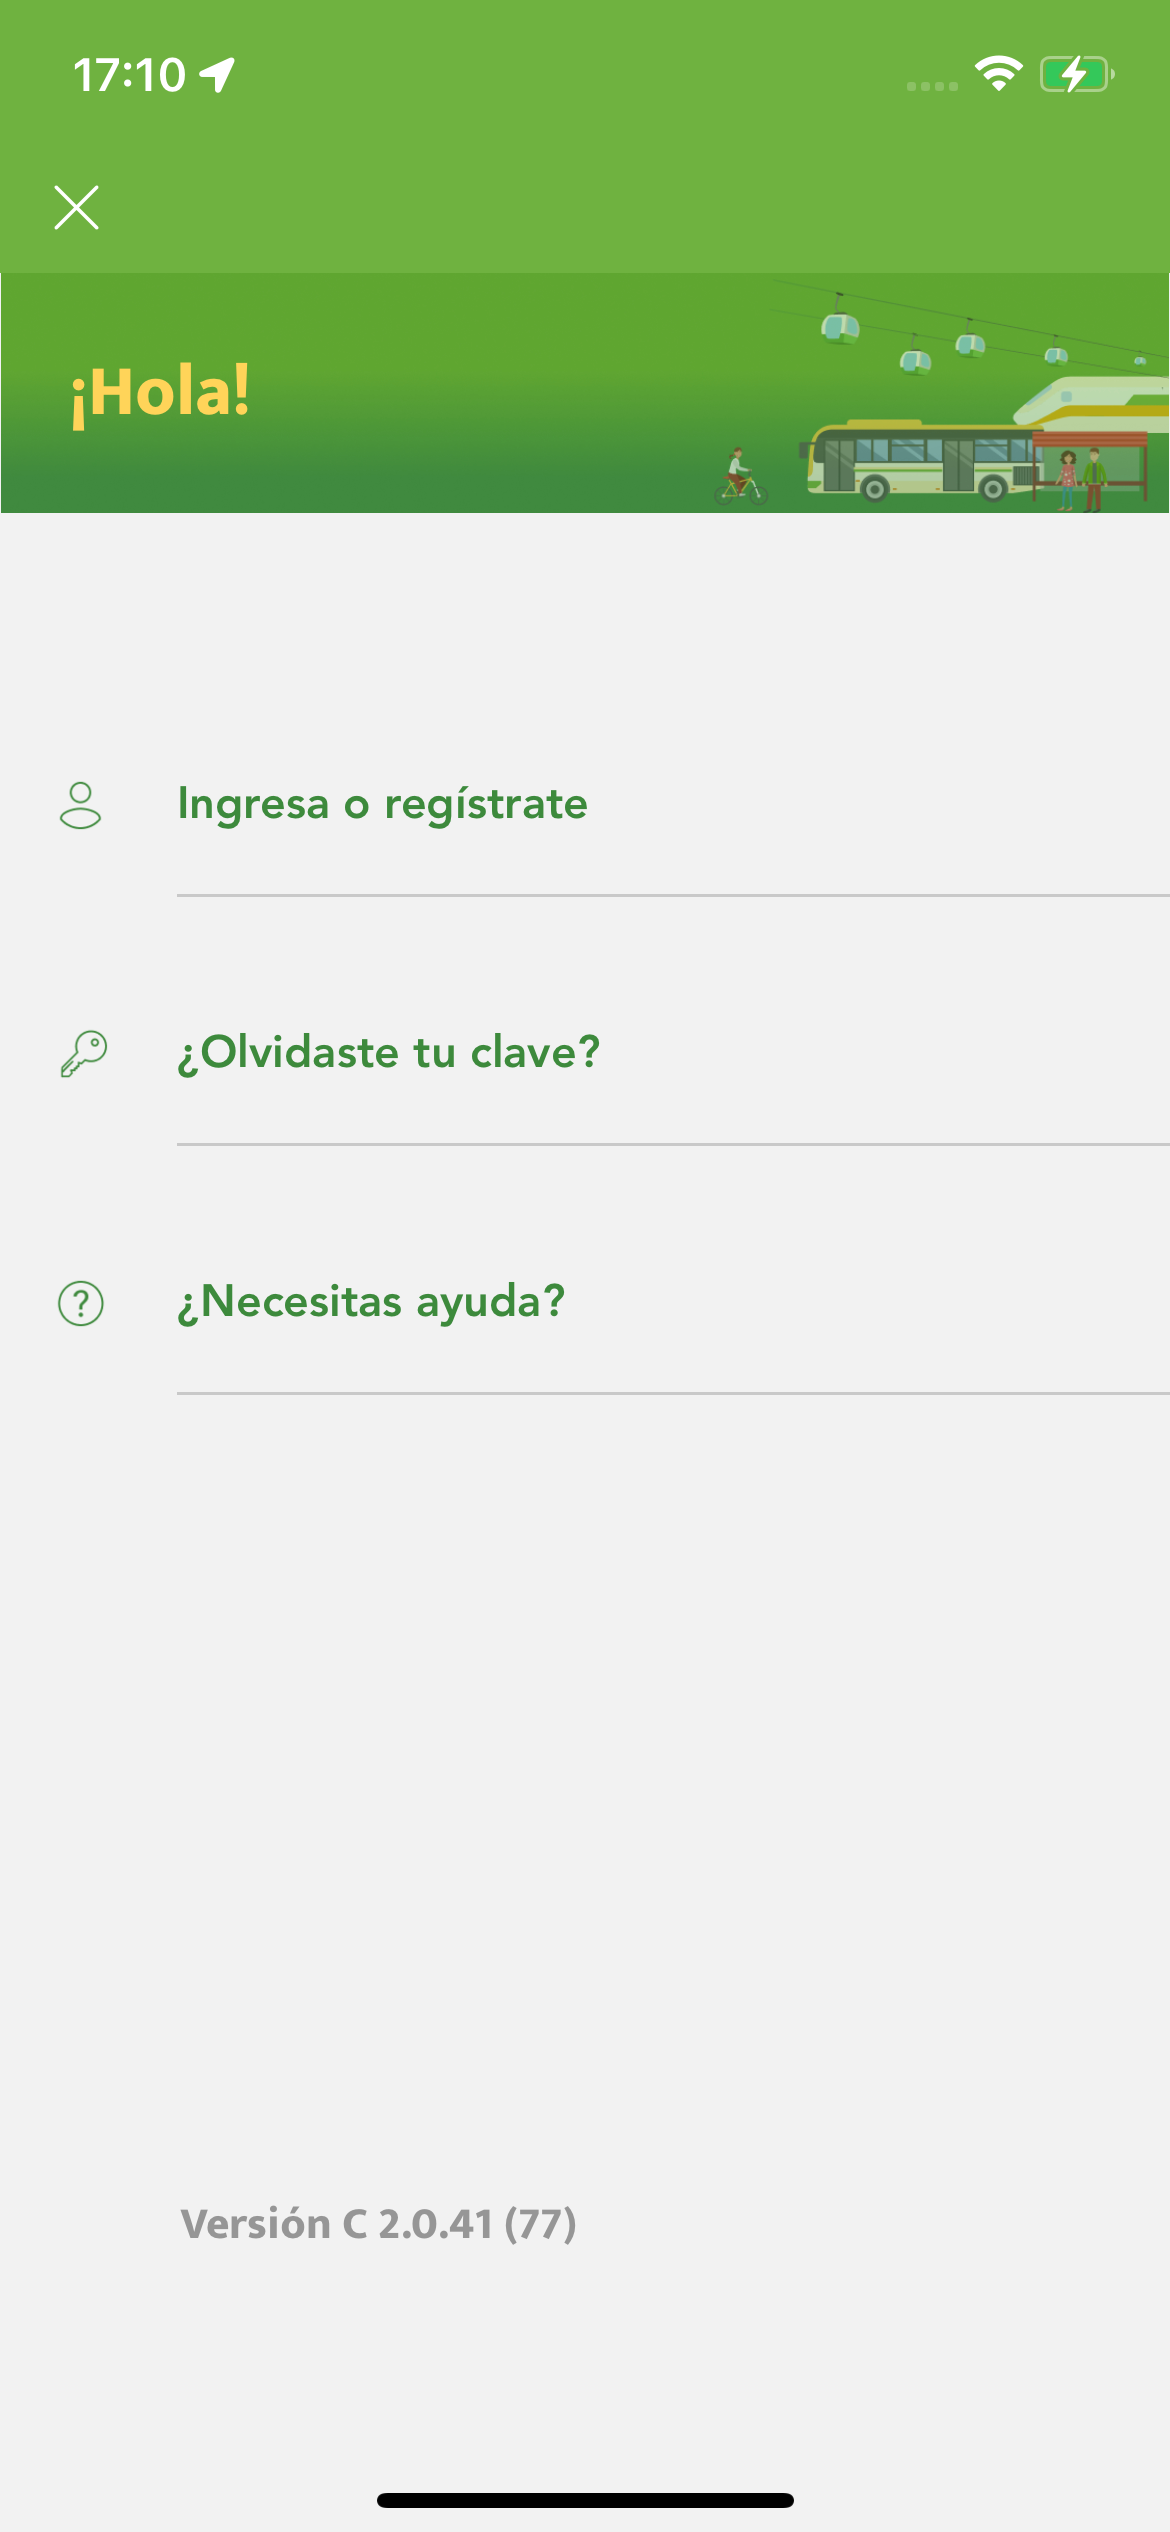 17:10
¡Hola!
Ingresa o regístrate
¿Olvidaste tu clave?
¿Necesitas ayuda?
Versión C 2.0.41 (77)